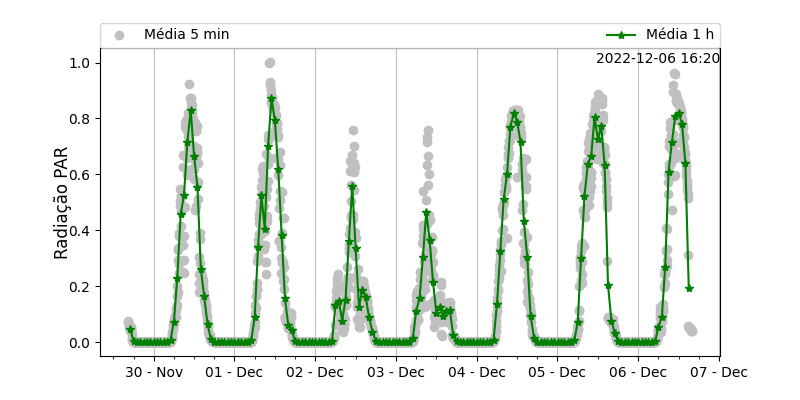 Média 5 min
Média 1 h
2022-12-06 16:20
Radiação PAR
1.0
0.8
0.6
0.4
0.2
0.0
30 - Nov
01 - Dec
02 - Dec
03 - Dec
04 - Dec
05 - Dec
06 - Dec
07 - Dec